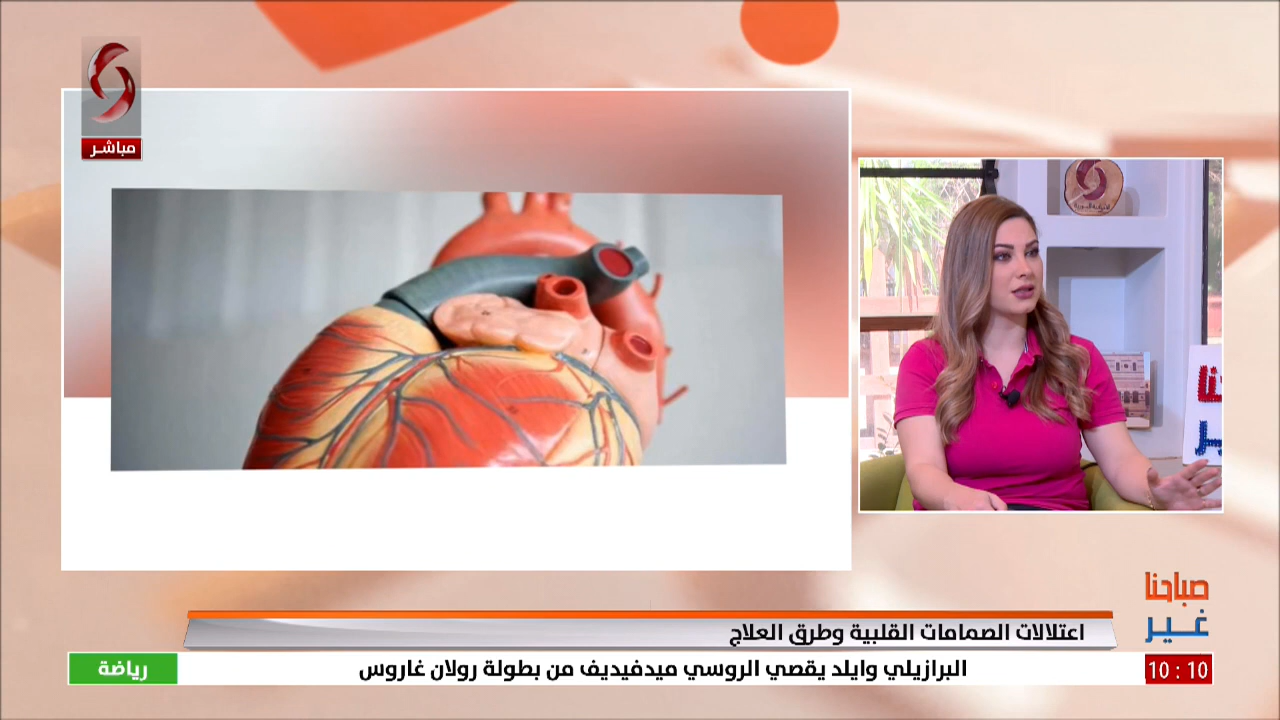 مباشر
صباحنا
غير
اعتلالات الصمامات القلبية وطرق العلاج
رياضة
البرازيلي وايلد يقصي الروسي ميدفيديف من بطولة رولان غاروس
10 : 10